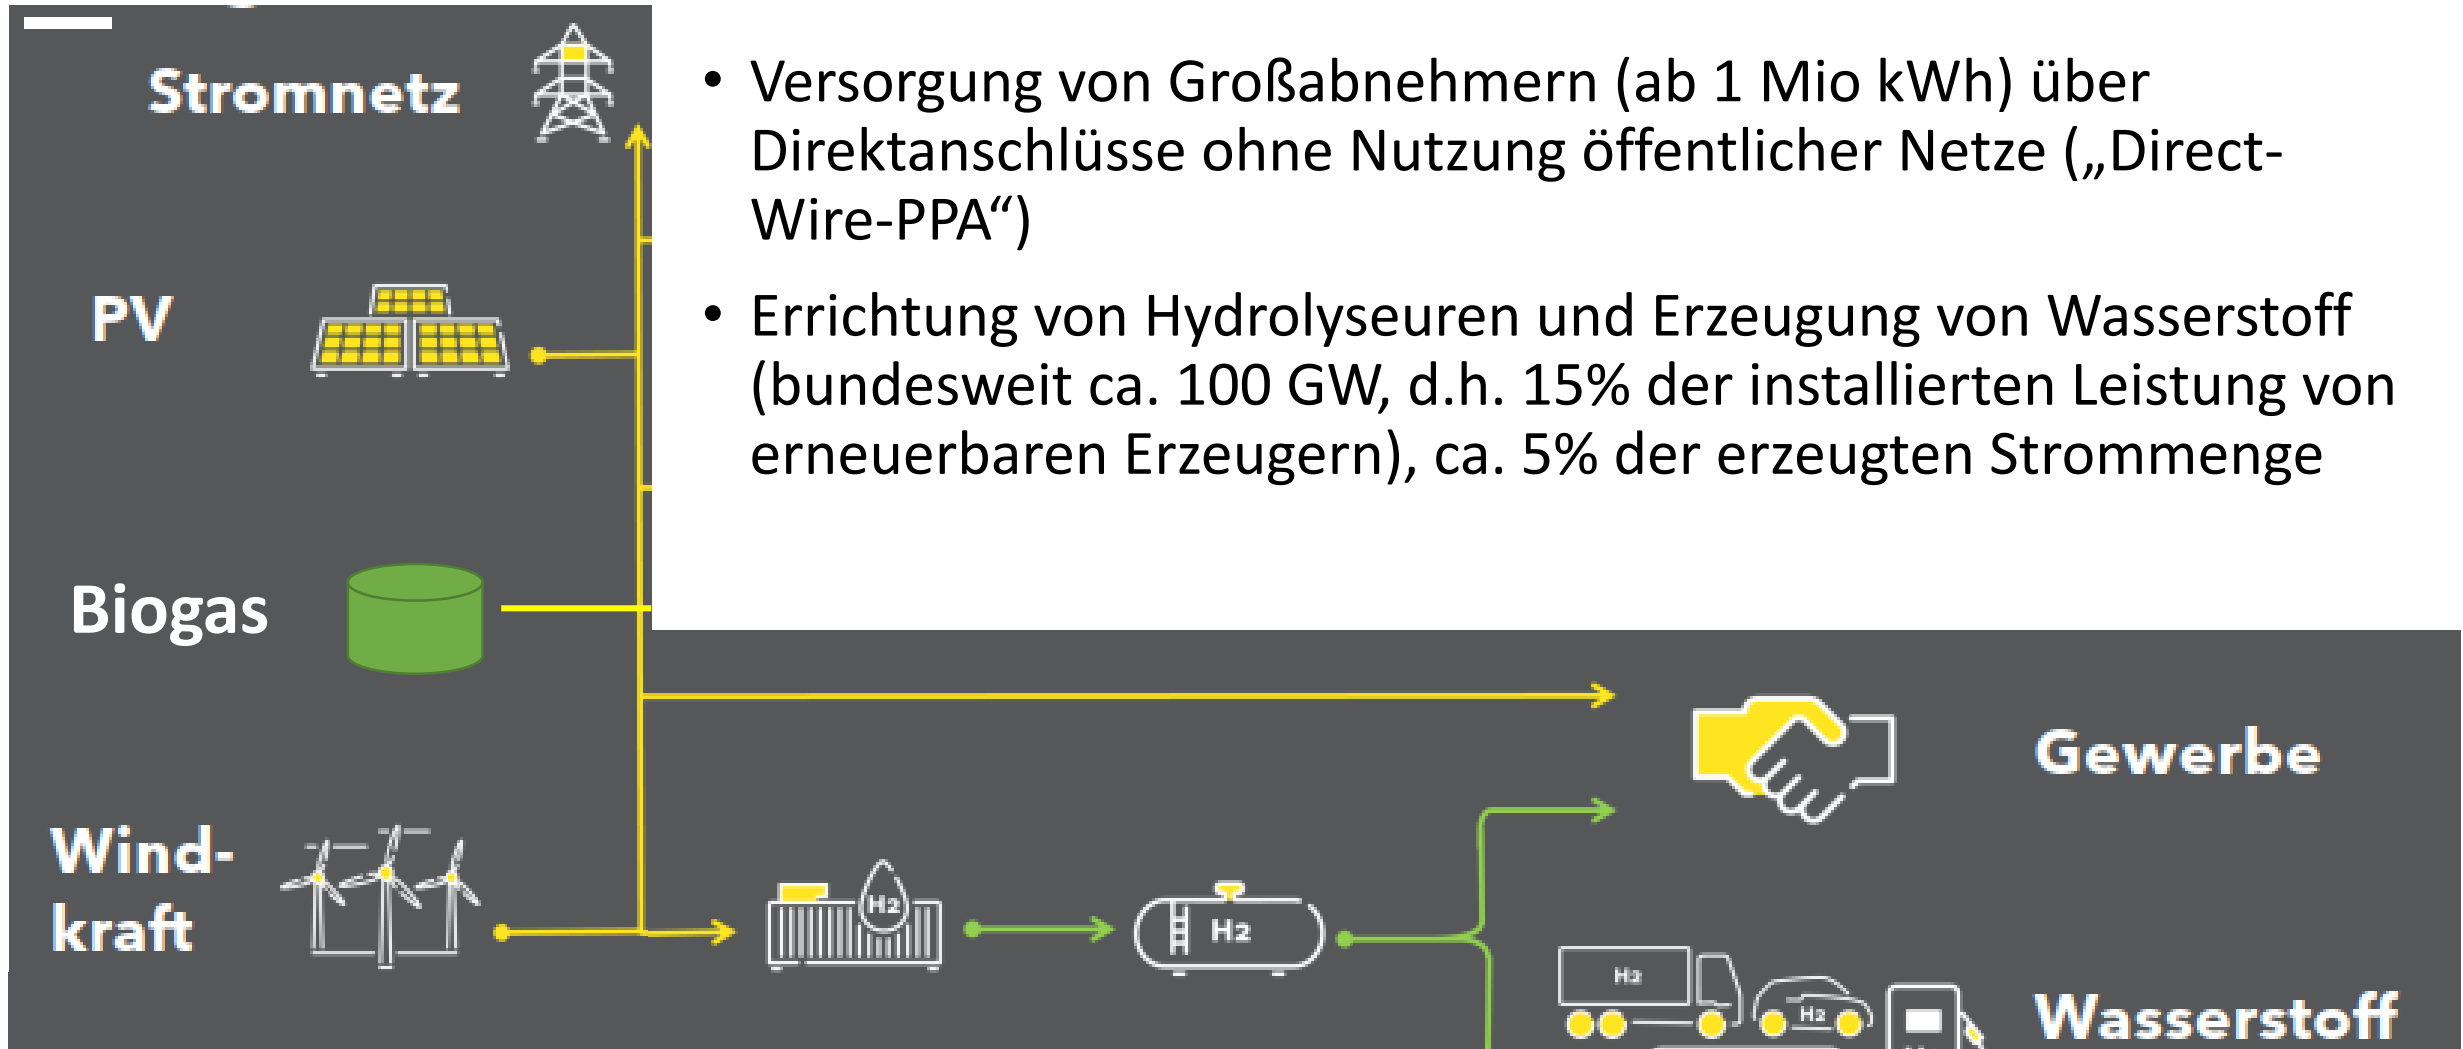 Stromnetz
• Versorgung von Großabnehmern (ab 1 Mio kWh) über
Direktanschlüsse ohne Nutzung öffentlicher Netze („Direct-
Wire-PPA“)
PV
• Errichtung von Hydrolyseuren und Erzeugung von Wasserstoff
(bundesweit ca. 100 GW, d.h. 15% der installierten Leistung von
erneuerbaren Erzeugern), ca. 5% der erzeugten Strommenge
Biogas
Gewerbe
Wind-
kraft
H2
H2
H2
H2
Wasserstoff